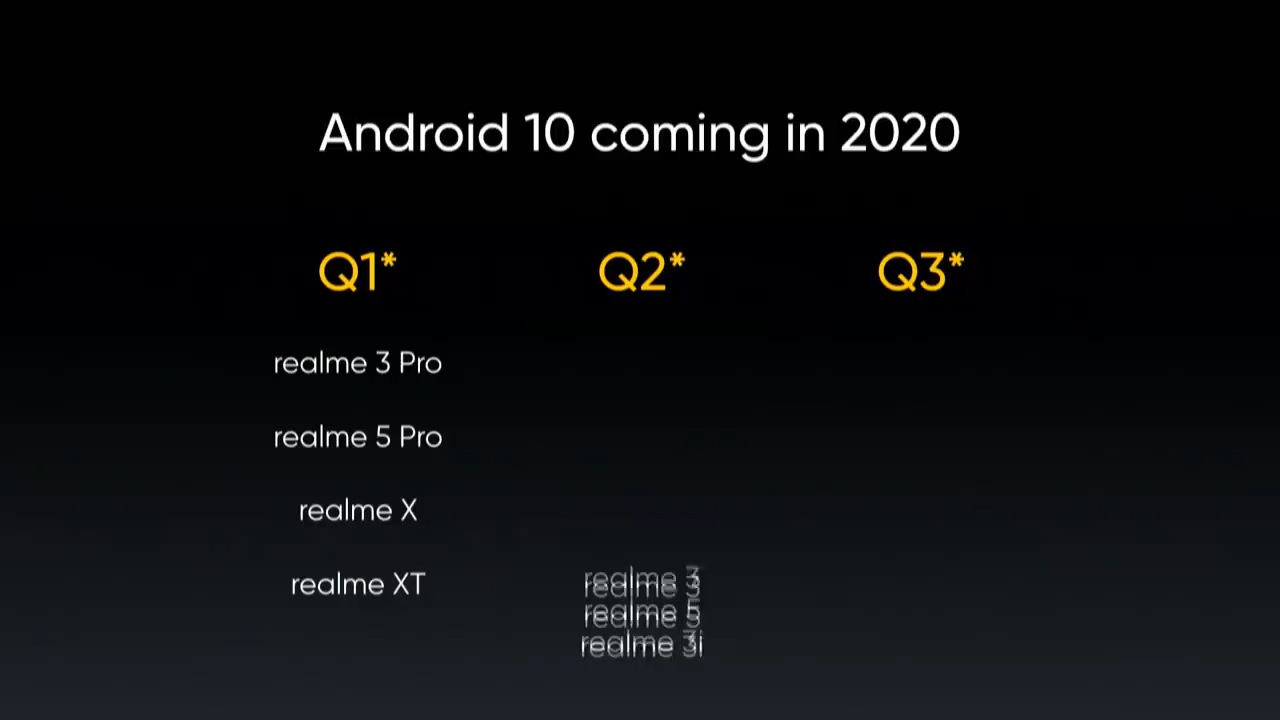 Android 10 coming in 2020
Q1* Q2* Q3*
realme 3 Pro
realme 5 Pro
realme X
realme XT
realme 3
realme 5
realme 3i